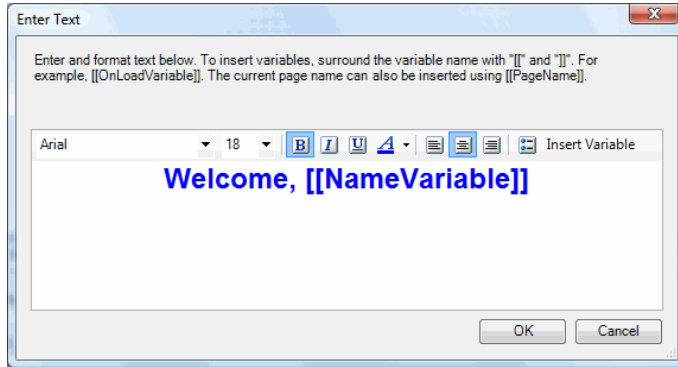 Enter Text
Enter and format text below. To insert variables, surround the variable name with "[[" and "]]". For
example, [[OnLoadVariable]]. The current page name can also be inserted using [[PageName]].
Arial 18 B I U A Insert Variable
Welcome, [[NameVariable]]
OK Cancel